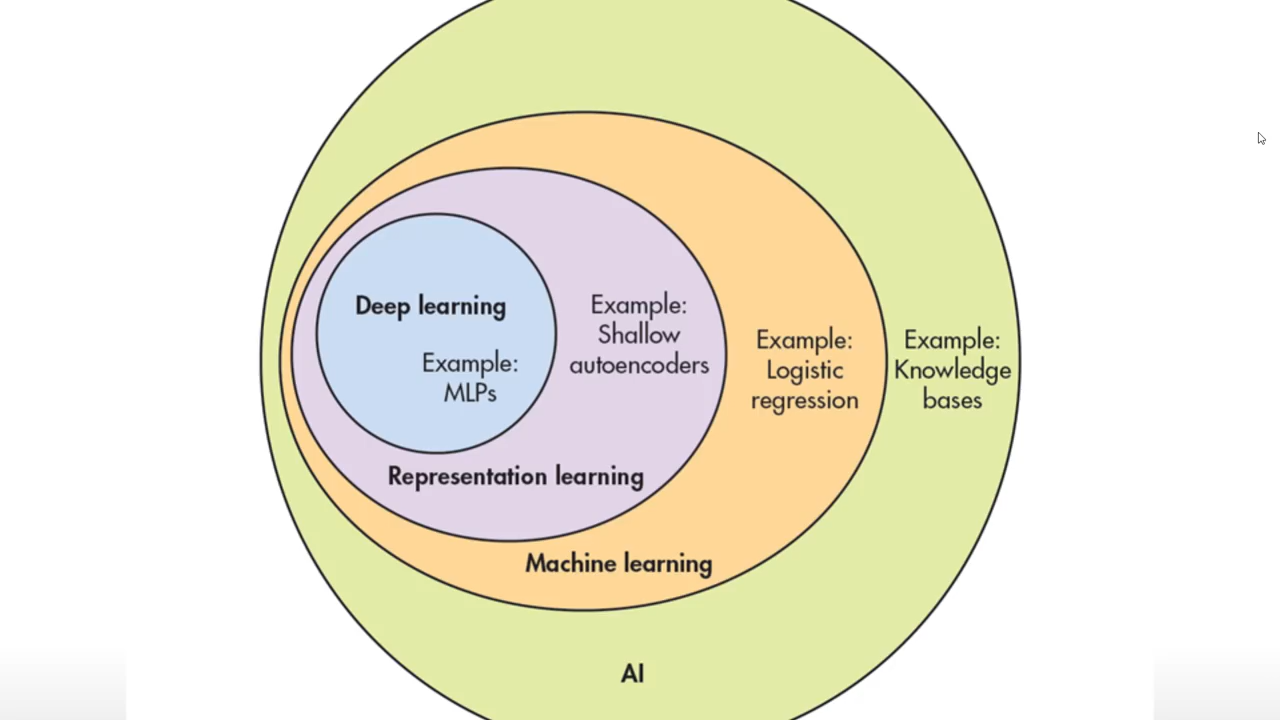 Deep learning
Example:
MLPs
Example:
Shallow
autoencoders
Example:
Logistic
regression
Example:
Knowledge
bases
Representation learning
Machine learning
AI